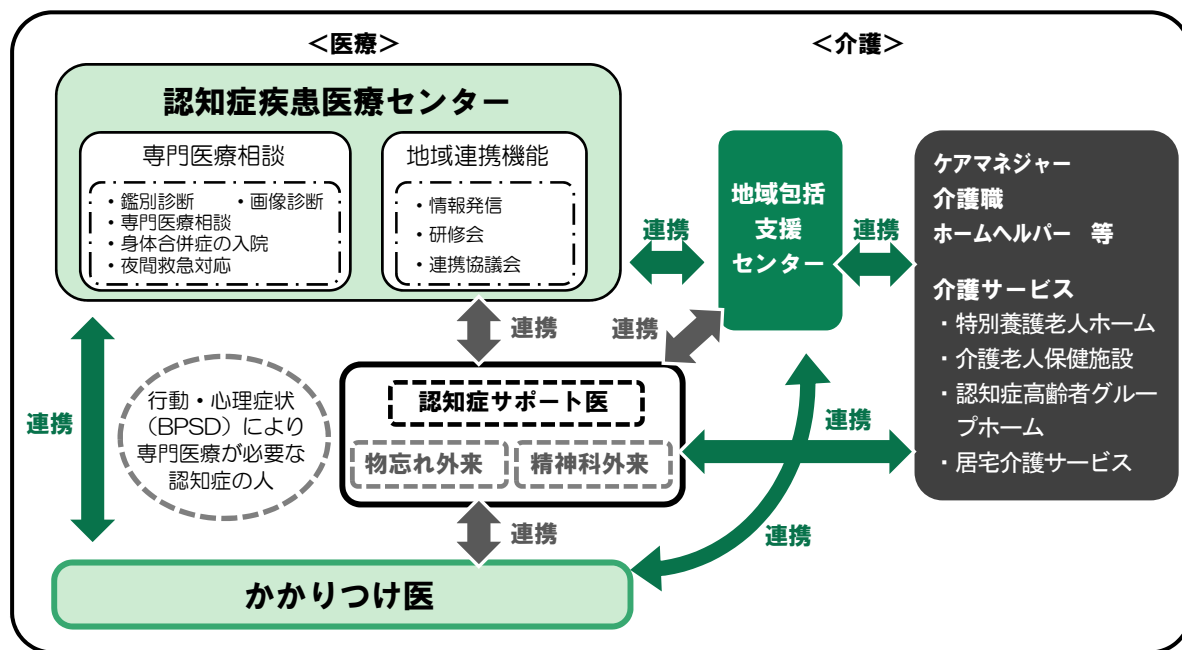 ＜医療＞
＜介護＞
認知症疾患医療センター
専門医療相談
・鑑別診断　・画像診断
・専門医療相談
・身体合併症の入院
・夜間救急対応
地域連携機能
・情報発信
・研修会
・連携協議会
連携
地域包括
支援
センター
連携
ケアマネジャー
介護職
ホームヘルパー　等
介護サービス
・特別養護老人ホーム
・介護老人保健施設
・認知症高齢者グルー
プホーム
・居宅介護サービス
連携
連携
連携
行動・心理症状
（BPSD）により
専門医療が必要な
認知症の人
認知症サポート医
物忘れ外来
精神科外来
連携
連携
連携
かかりつけ医